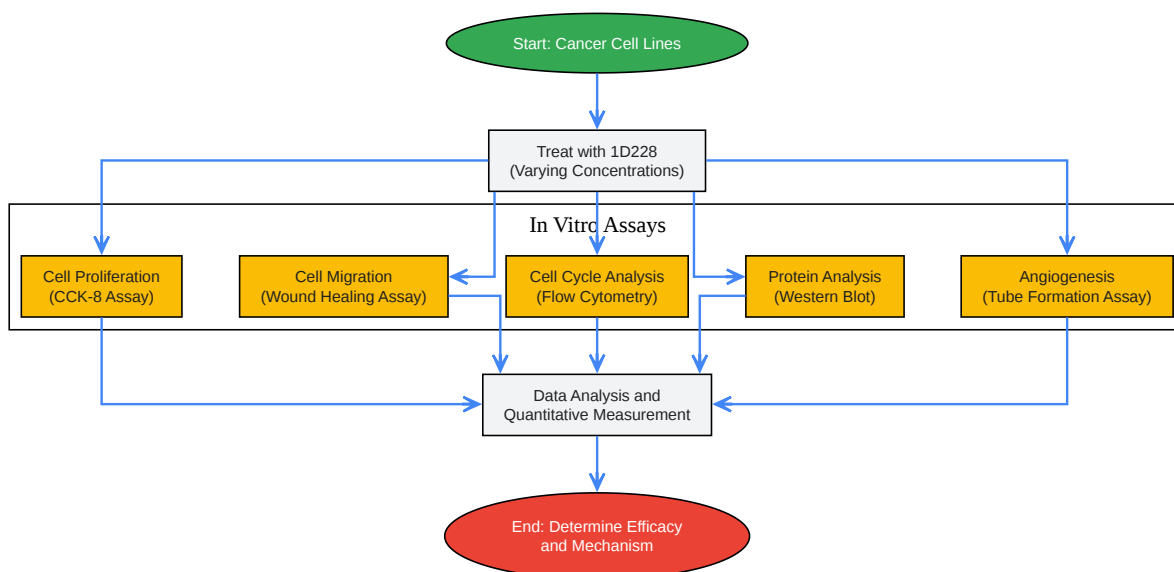 Start: Cancer Cell Lines
Treat with 1D228
(Varying Concentrations)
In Vitro Assays
Cell Proliferation
(CCK-8 Assay)
Cell Migration
(Wound Healing Assay)
Cell Cycle Analysis
(Flow Cytometry)
Protein Analysis
(Western Blot)
Angiogenesis
(Tube Formation Assay)
Data Analysis and
Quantitative Measurement
End: Determine Efficacy
and Mechanism